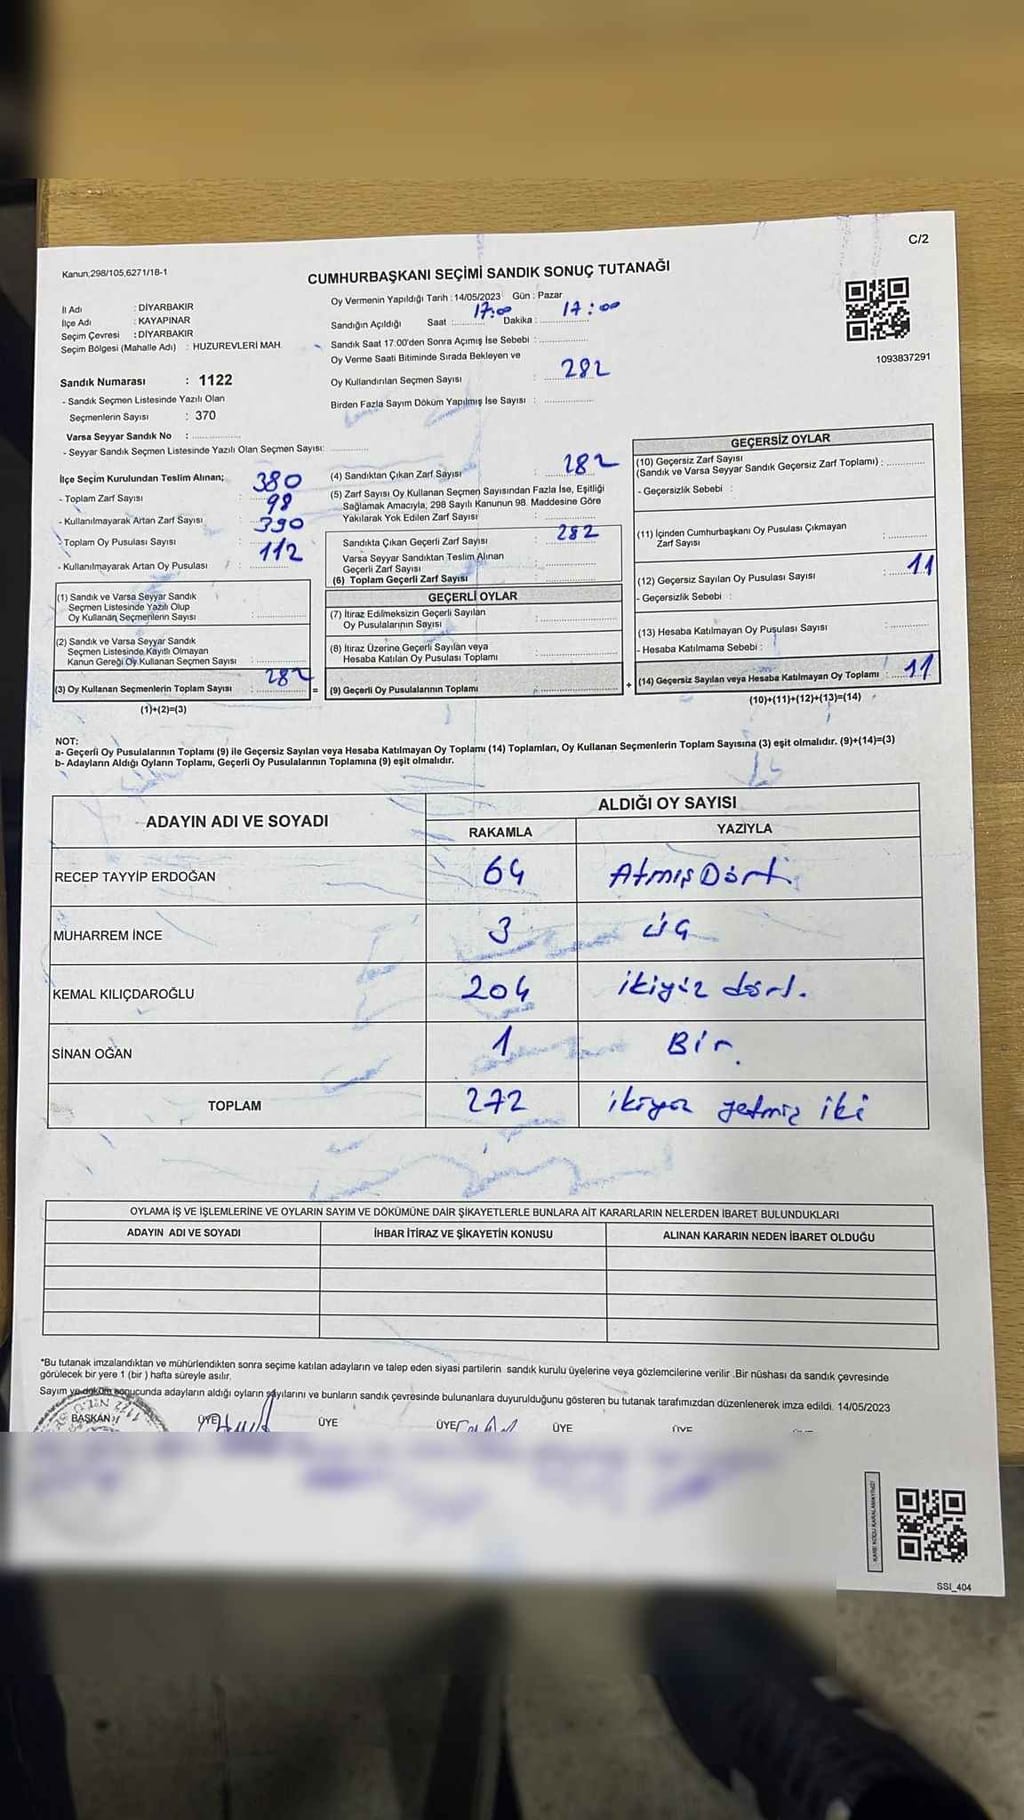 C/2
Kanun,298/105,6271/18-1
CUMHURBAŞKANI SEÇİMİ SANDIK SONUÇ TUTANAĞI
İl Adı : DİYARBAKIR
İlçe Adı : KAYAPINAR
Seçim Çevresi : DİYARBAKIR
Seçim Bölgesi (Mahalle Adı) : HUZUREVLERİ MAH.
Oy Vermenin Yapıldığı Tarih : 14/05/2023 Gün : Pazar
Sandığın Açıldığı Saat : 17:00 Dakika : 17:00
Sandık Saat 17.00'den Sonra Açımış İse Sebebi :
Oy Verme Saati Bitiminde Sırada Bekleyen ve
Oy Kullandırılan Seçmen Sayısı : 282
Birden Fazla Sayım Döküm Yapılmış İse Sayısı :
1093837291
Sandık Numarası : 1122
- Sandık Seçmen Listesinde Yazılı Olan
Seçmenlerin Sayısı : 370
Varsa Seyyar Sandık No :
- Seyyar Sandık Seçmen Listesinde Yazılı Olan Seçmen Sayısı:
İlçe Seçim Kurulundan Teslim Alınan;
- Toplam Zarf Sayısı : 380
- Kullanılmayarak Artan Zarf Sayısı : 98
- Toplam Oy Pusulası Sayısı : 390
- Kullanılmayarak Artan Oy Pusulası : 112
(1) Sandık ve Varsa Seyyar Sandık
Seçmen Listesinde Yazılı Olup
Oy Kullanan Seçmenlerin Sayısı :
(2) Sandık ve Varsa Seyyar Sandık
Seçmen Listesinde Kayıtlı Olmayan
Kanun Gereği Oy Kullanan Seçmen Sayısı :
(3) Oy Kullanan Seçmenlerin Toplam Sayısı : 282
(1)+(2)=(3)
=
(4) Sandıktan Çıkan Zarf Sayısı : 282
(5) Zarf Sayısı Oy Kullanan Seçmen Sayısından Fazla İse, Eşitliği
Sağlamak Amacıyla, 298 Sayılı Kanunun 98. Maddesine Göre
Yakılarak Yok Edilen Zarf Sayısı :
Sandıkta Çıkan Geçerli Zarf Sayısı : 282
Varsa Seyyar Sandıktan Teslim Alınan
Geçerli Zarf Sayısı :
(6) Toplam Geçerli Zarf Sayısı :
GEÇERLİ OYLAR
(7) İtiraz Edilmeksizin Geçerli Sayılan
Oy Pusulalarının Sayısı :
(8) İtiraz Üzerine Geçerli Sayılan veya
Hesaba Katılan Oy Pusulası Toplamı :
(9) Geçerli Oy Pusulalarının Toplamı :
+
GEÇERSİZ OYLAR
(10) Geçersiz Zarf Sayısı
(Sandık ve Varsa Seyyar Sandık Geçersiz Zarf Toplamı) :
- Geçersizlik Sebebi :
(11) İçinden Cumhurbaşkanı Oy Pusulası Çıkmayan
Zarf Sayısı :
(12) Geçersiz Sayılan Oy Pusulası Sayısı : 11
- Geçersizlik Sebebi :
(13) Hesaba Katılmayan Oy Pusulası Sayısı :
- Hesaba Katılmama Sebebi :
(14) Geçersiz Sayılan veya Hesaba Katılmayan Oy Toplamı : 11
(10)+(11)+(12)+(13)=(14)
NOT:
a- Geçerli Oy Pusulalarının Toplamı (9) ile Geçersiz Sayılan veya Hesaba Katılmayan Oy Toplamı (14) Toplamları, Oy Kullanan Seçmenlerin Toplam Sayısına (3) eşit olmalıdır. (9)+(14)=(3)
b- Adayların Aldığı Oyların Toplamı, Geçerli Oy Pusulalarının Toplamına (9) eşit olmalıdır.
ADAYIN ADI VE SOYADI
ALDIĞI OY SAYISI
RAKAMLA YAZIYLA
RECEP TAYYİP ERDOĞAN 64 Atmış Dört.
MUHARREM İNCE 3 üç
KEMAL KILIÇDAROĞLU 204 ikiyüz dört.
SİNAN OĞAN 1 Bir.
TOPLAM 272 ikiyüz yetmiş iki
OYLAMA İŞ VE İŞLEMLERİNE VE OYLARIN SAYIM VE DÖKÜMÜNE DAİR ŞİKAYETLERLE BUNLARA AİT KARARLARIN NELERDEN İBARET BULUNDUKLARI
ADAYIN ADI VE SOYADI İHBAR İTİRAZ VE ŞİKAYETİN KONUSU ALINAN KARARIN NEDEN İBARET OLDUĞU
*Bu tutanak imzalandıktan ve mühürlendikten sonra seçime katılan adayların ve talep eden siyasi partilerin sandık kurulu üyelerine veya gözlemcilerine verilir .Bir nüshası da sandık çevresinde
görülecek bir yere 1 (bir ) hafta süreyle asılır.
Sayım ve döküm sonucunda adayların aldığı oyların sayılarını ve bunların sandık çevresinde bulunanlara duyurulduğunu gösteren bu tutanak tarafımızdan düzenlenerek imza edildi. 14/05/2023
BAŞKAN ÜYE ÜYE ÜYE ÜYE ÜYE
SSİ_404